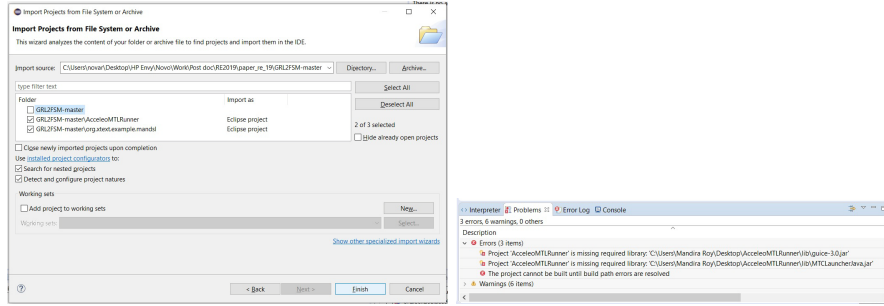 There is no
Import Projects from File System or Archive
Import Projects from File System or Archive
This wizard analyzes the content of your folder or archive file to find projects and import them in the IDE.
Import source: C:\Users\novar\Desktop\HP Envy\Novo\Work\Post doc\RE2019\paper_re_19\GRL2FSM-master Directory... Archive...
type filter text Select All
Folder Import as Deselect All
GRL2FSM-master
GRL2FSM-master\AcceleoMTLRunner Eclipse project
GRL2FSM-master\org.xtext.example.mandsl Eclipse project
2 of 3 selected
Hide already open projects
Close newly imported projects upon completion
Use installed project configurators to:
Search for nested projects
Detect and configure project natures
Working sets
Add project to working sets New...
Working sets: Select...
Show other specialized import wizards
< Back Next > Finish Cancel
Interpreter Problems Error Log Console
3 errors, 6 warnings, 0 others
Description
Errors (3 items)
Project 'AcceleoMTLRunner' is missing required library: 'C:\Users\Mandira Roy\Desktop\AcceleoMTLRunner\lib\guice-3.0.jar'
Project 'AcceleoMTLRunner' is missing required library: 'C:\Users\Mandira Roy\Desktop\AcceleoMTLRunner\lib\MTCLauncherJava.jar'
The project cannot be built until build path errors are resolved
Warnings (6 items)